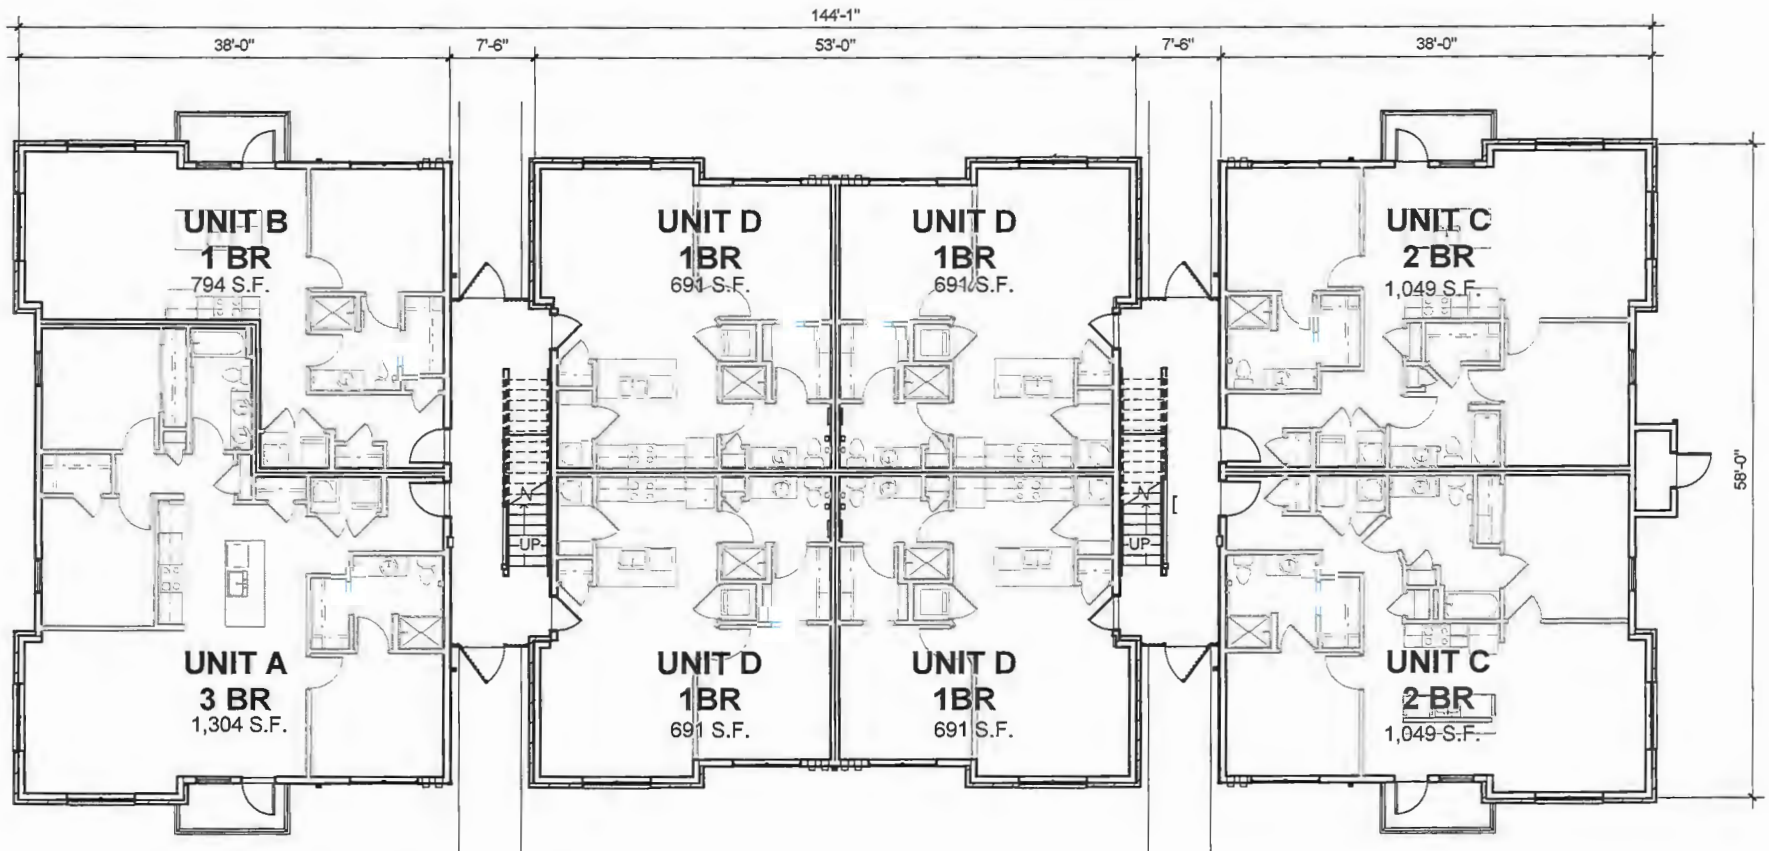 144'-1"
38'-0"
7'-6"
53'-0"
7'-6"
38'-0"
UNIT B
1 BR
794 S.F.
UNIT D
1BR
691 S.F.
UNIT D
1BR
691 S.F.
UNIT C
2 BR
1,049 S.F.
58'-0"
UP
UP
UNIT A
3 BR
1,304 S.F.
UNIT D
1BR
691 S.F.
UNIT D
1BR
691 S.F.
UNIT C
2 BR
1,049 S.F.